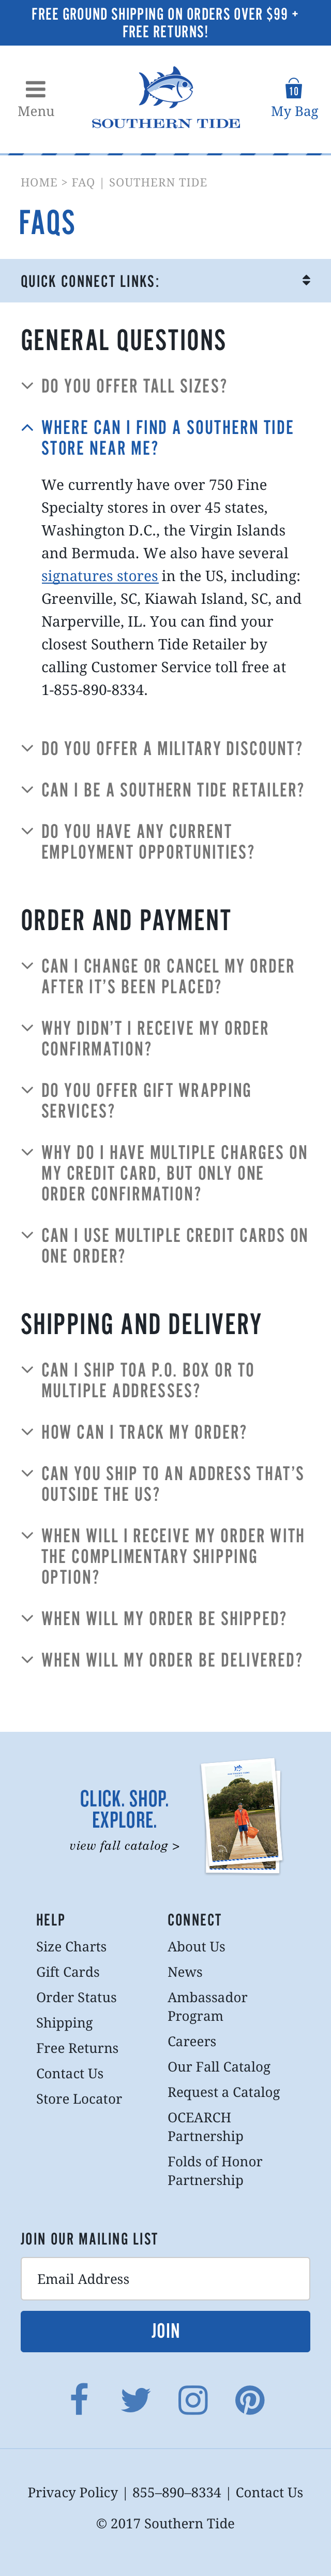 FREE GROUND SHIPPING ON ORDERS OVER $99 +
FREE RETURNS!
Menu
SOUTHERN TIDE
10
My Bag
HOME > FAQ | SOUTHERN TIDE
FAQS
QUICK CONNECT LINKS:
GENERAL QUESTIONS
DO YOU OFFER TALL SIZES?
WHERE CAN I FIND A SOUTHERN TIDE
STORE NEAR ME?
We currently have over 750 Fine
Specialty stores in over 45 states,
Washington D.C., the Virgin Islands
and Bermuda. We also have several
signatures stores in the US, including:
Greenville, SC, Kiawah Island, SC, and
Narperville, IL. You can find your
closest Southern Tide Retailer by
calling Customer Service toll free at
1-855-890-8334.
DO YOU OFFER A MILITARY DISCOUNT?
CAN I BE A SOUTHERN TIDE RETAILER?
DO YOU HAVE ANY CURRENT
EMPLOYMENT OPPORTUNITIES?
ORDER AND PAYMENT
CAN I CHANGE OR CANCEL MY ORDER
AFTER IT'S BEEN PLACED?
WHY DIDN'T I RECEIVE MY ORDER
CONFIRMATION?
DO YOU OFFER GIFT WRAPPING
SERVICES?
WHY DO I HAVE MULTIPLE CHARGES ON
MY CREDIT CARD, BUT ONLY ONE
ORDER CONFIRMATION?
CAN I USE MULTIPLE CREDIT CARDS ON
ONE ORDER?
SHIPPING AND DELIVERY
CAN I SHIP TOA P.O. BOX OR TO
MULTIPLE ADDRESSES?
HOW CAN I TRACK MY ORDER?
CAN YOU SHIP TO AN ADDRESS THAT'S
OUTSIDE THE US?
WHEN WILL I RECEIVE MY ORDER WITH
THE COMPLIMENTARY SHIPPING
OPTION?
WHEN WILL MY ORDER BE SHIPPED?
WHEN WILL MY ORDER BE DELIVERED?
CLICK. SHOP.
EXPLORE.
view fall catalog >
HELP
Size Charts
Gift Cards
Order Status
Shipping
Free Returns
Contact Us
Store Locator
CONNECT
About Us
News
Ambassador
Program
Careers
Our Fall Catalog
Request a Catalog
OCEARCH
Partnership
Folds of Honor
Partnership
JOIN OUR MAILING LIST
Email Address
JOIN
Privacy Policy | 855–890–8334 | Contact Us
© 2017 Southern Tide